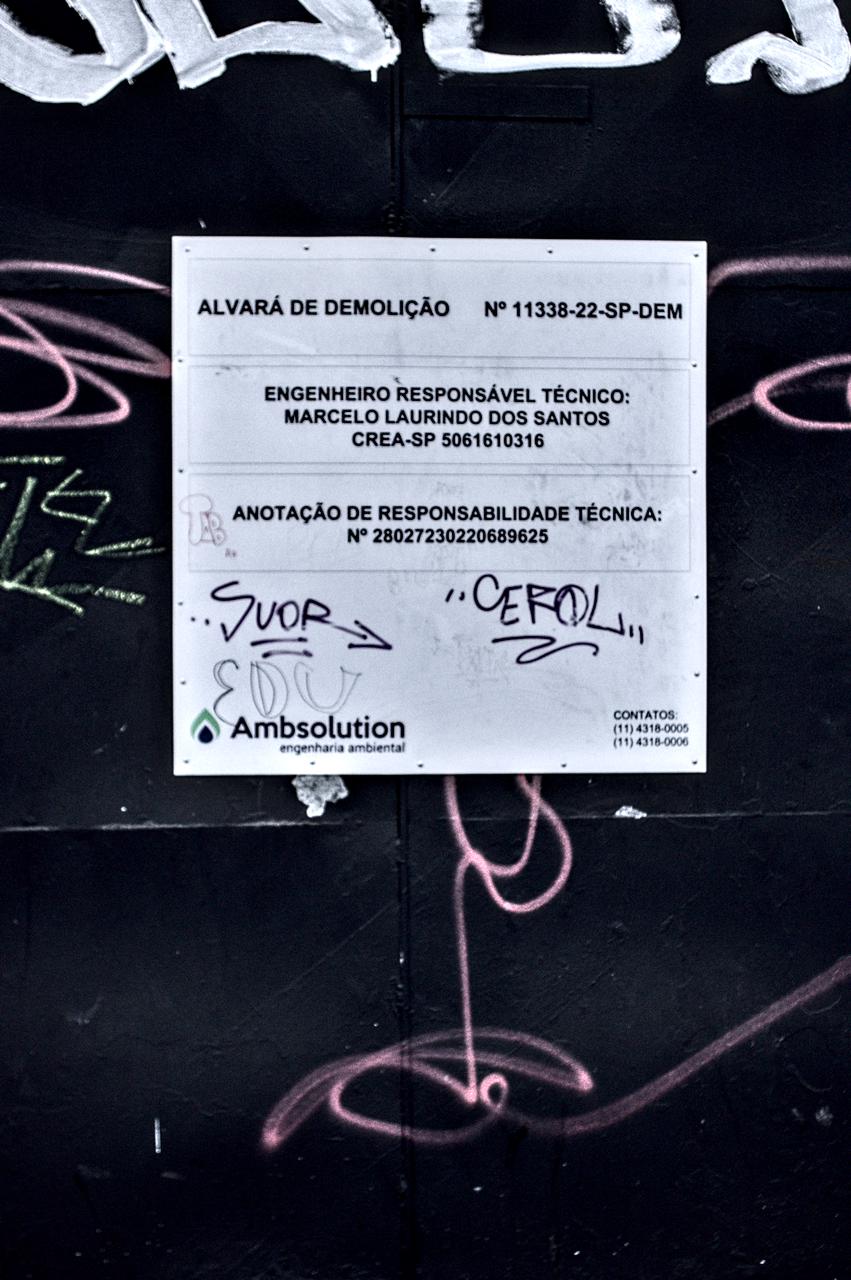 ALVARÁ DE DEMOLIÇÃO Nº 11338-22-SP-DEM
ENGENHEIRO RESPONSÁVEL TÉCNICO:
MARCELO LAURINDO DOS SANTOS
CREA-SP 5061610316
ANOTAÇÃO DE RESPONSABILIDADE TÉCNICA:
Nº 28027230220689625
..SUOR "CEROL"
EDU
Ambsolution
engenharia ambiental
CONTATOS:
(11) 4318-0005
(11) 4318-0006